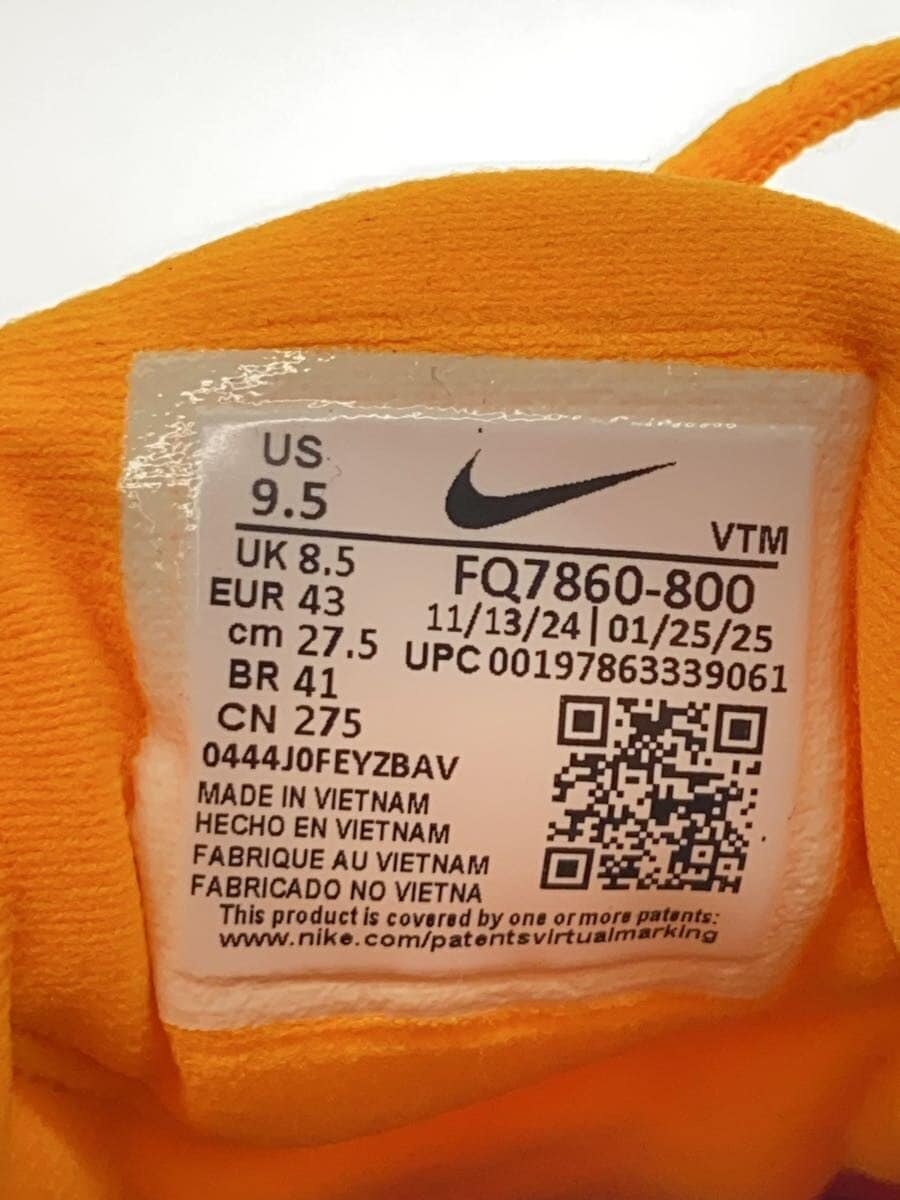 US
9.5
VTM
UK 8.5
EUR 43
cm 27.5
BR 41
CN 275
FQ7860-800
11/13/24 | 01/25/25
UPC 00197863339061
0444J0FEYZBAV
MADE IN VIETNAM
HECHO EN VIETNAM
FABRIQUE AU VIETNAM
FABRICADO NO VIETNA
This product is covered by one or more patents:
www.nike.com/patentsvirtualmarking